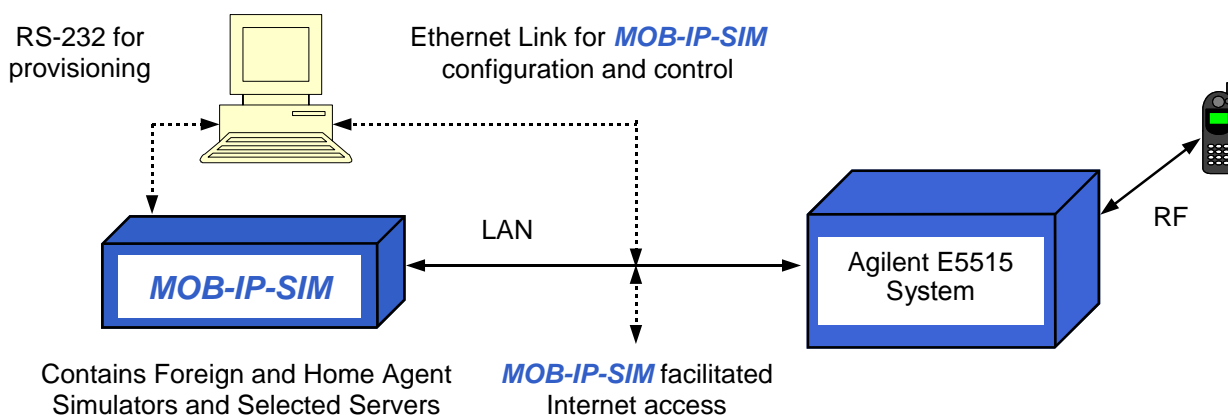 RS-232 for
provisioning
Ethernet Link for MOB-IP-SIM
configuration and control
LAN
RF
MOB-IP-SIM
Agilent E5515
System
Contains Foreign and Home Agent
Simulators and Selected Servers
MOB-IP-SIM facilitated
Internet access